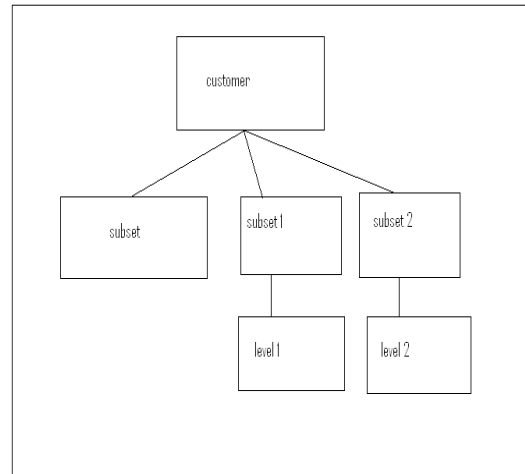 customer
subset
subset 1
subset 2
level 1
level 2